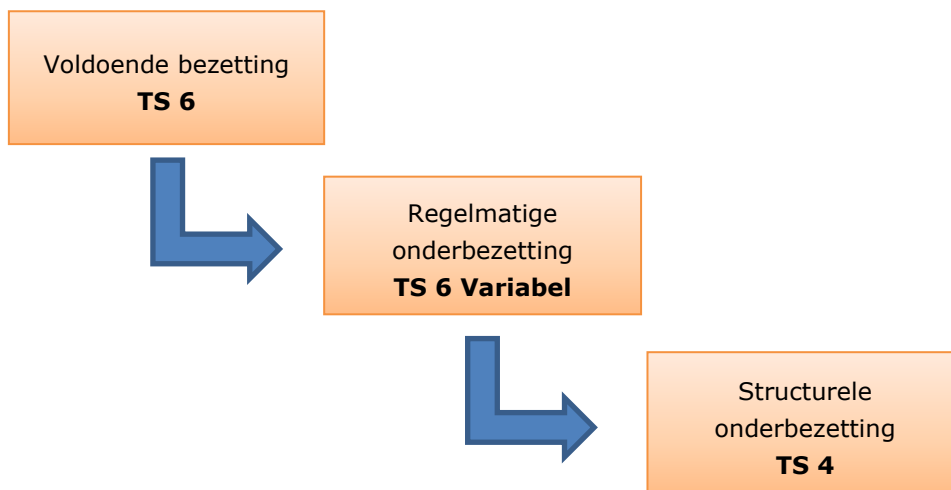 Voldoende bezetting
TS 6
Regelmatige
onderbezetting
TS 6 Variabel
Structurele
onderbezetting
TS 4